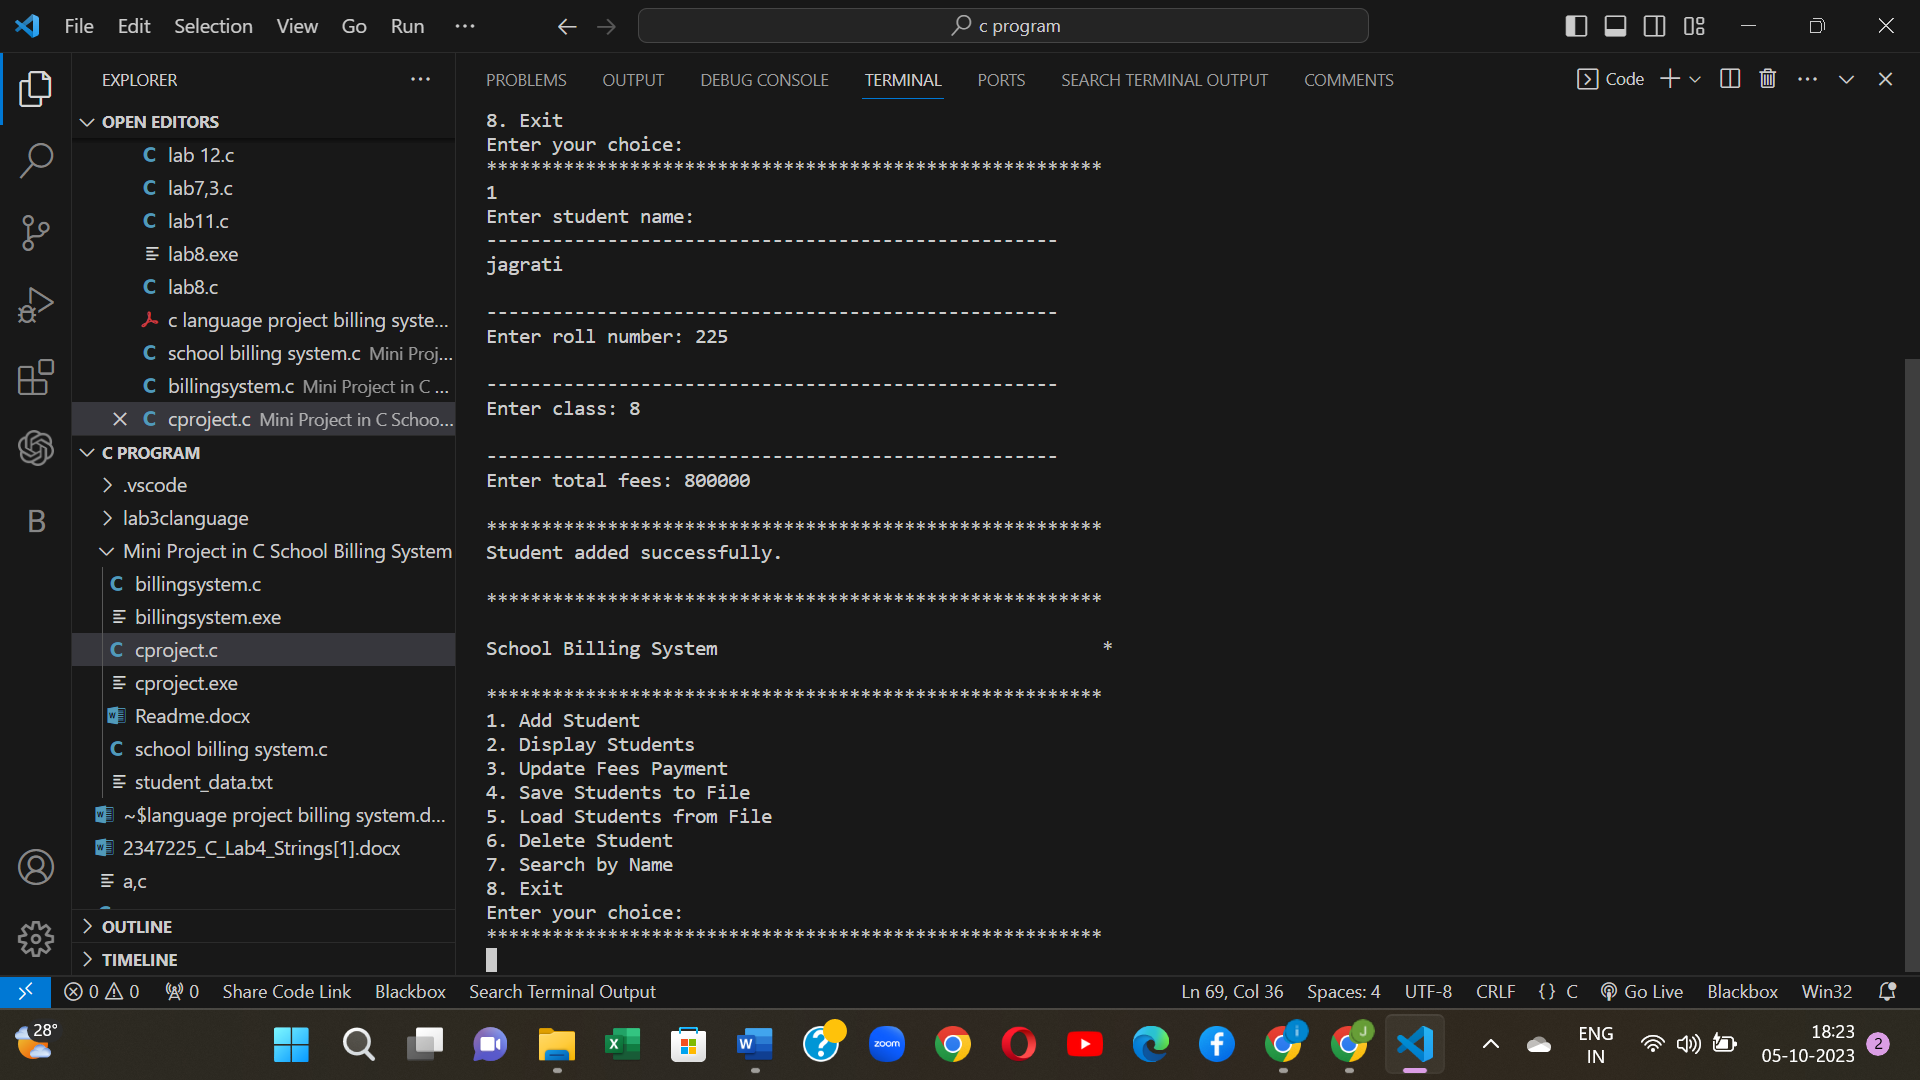 File Edit Selection View Go Run ··· c program
EXPLORER ···
OPEN EDITORS
C lab 12.c
C lab7,3.c
C lab11.c
lab8.exe
C lab8.c
c language project billing syste...
C school billing system.c Mini Proj...
C billingsystem.c Mini Project in C ...
C cproject.c Mini Project in C Schoo...
C PROGRAM
.vscode
lab3clanguage
Mini Project in C School Billing System
C billingsystem.c
billingsystem.exe
C cproject.c
cproject.exe
Readme.docx
C school billing system.c
student_data.txt
~$language project billing system.d...
2347225_C_Lab4_Strings[1].docx
a,c
OUTLINE
TIMELINE
B
PROBLEMS OUTPUT DEBUG CONSOLE TERMINAL PORTS SEARCH TERMINAL OUTPUT COMMENTS Code ···
8. Exit
Enter your choice:
********************************************************
1
Enter student name:
----------------------------------------------------
jagrati
----------------------------------------------------
Enter roll number: 225
----------------------------------------------------
Enter class: 8
----------------------------------------------------
Enter total fees: 800000
********************************************************
Student added successfully.
********************************************************
School Billing System *
********************************************************
1. Add Student
2. Display Students
3. Update Fees Payment
4. Save Students to File
5. Load Students from File
6. Delete Student
7. Search by Name
8. Exit
Enter your choice:
********************************************************
0 0 0 Share Code Link Blackbox Search Terminal Output Ln 69, Col 36 Spaces: 4 UTF-8 CRLF {} C Go Live Blackbox Win32
28° zoom ENG 18:23
IN 05-10-2023 2